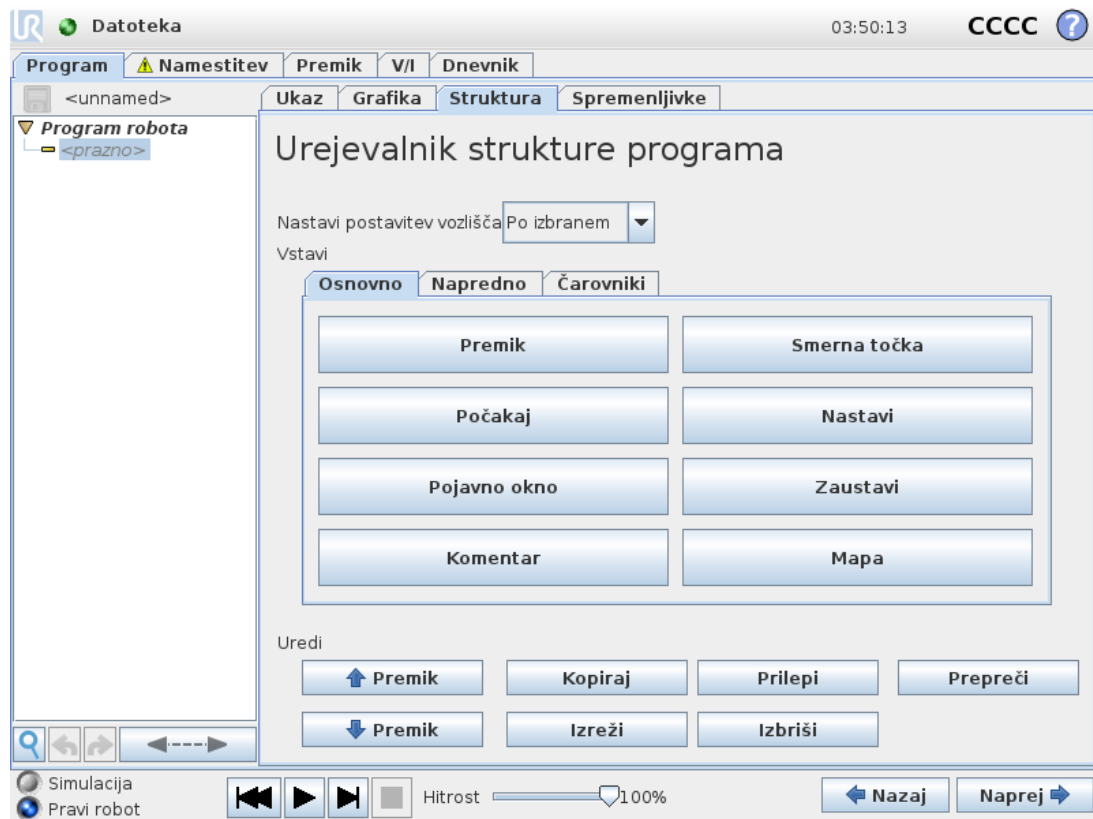 UR Datoteka 03:50:13 CCCC ?
Program Namestitev Premik V/I Dnevnik
<unnamed>
Ukaz Grafika Struktura Spremenljivke
Program robota
<prazno>
Urejevalnik strukture programa
Nastavi postavitev vozlišča Po izbranem
Vstavi
Osnovno Napredno Čarovniki
Premik Smerna točka
Počakaj Nastavi
Pojavno okno Zaustavi
Komentar Mapa
Uredi
Premik Kopiraj Prilepi Prepreči
Premik Izreži Izbriši
Simulacija
Pravi robot
Hitrost 100%
Nazaj Naprej